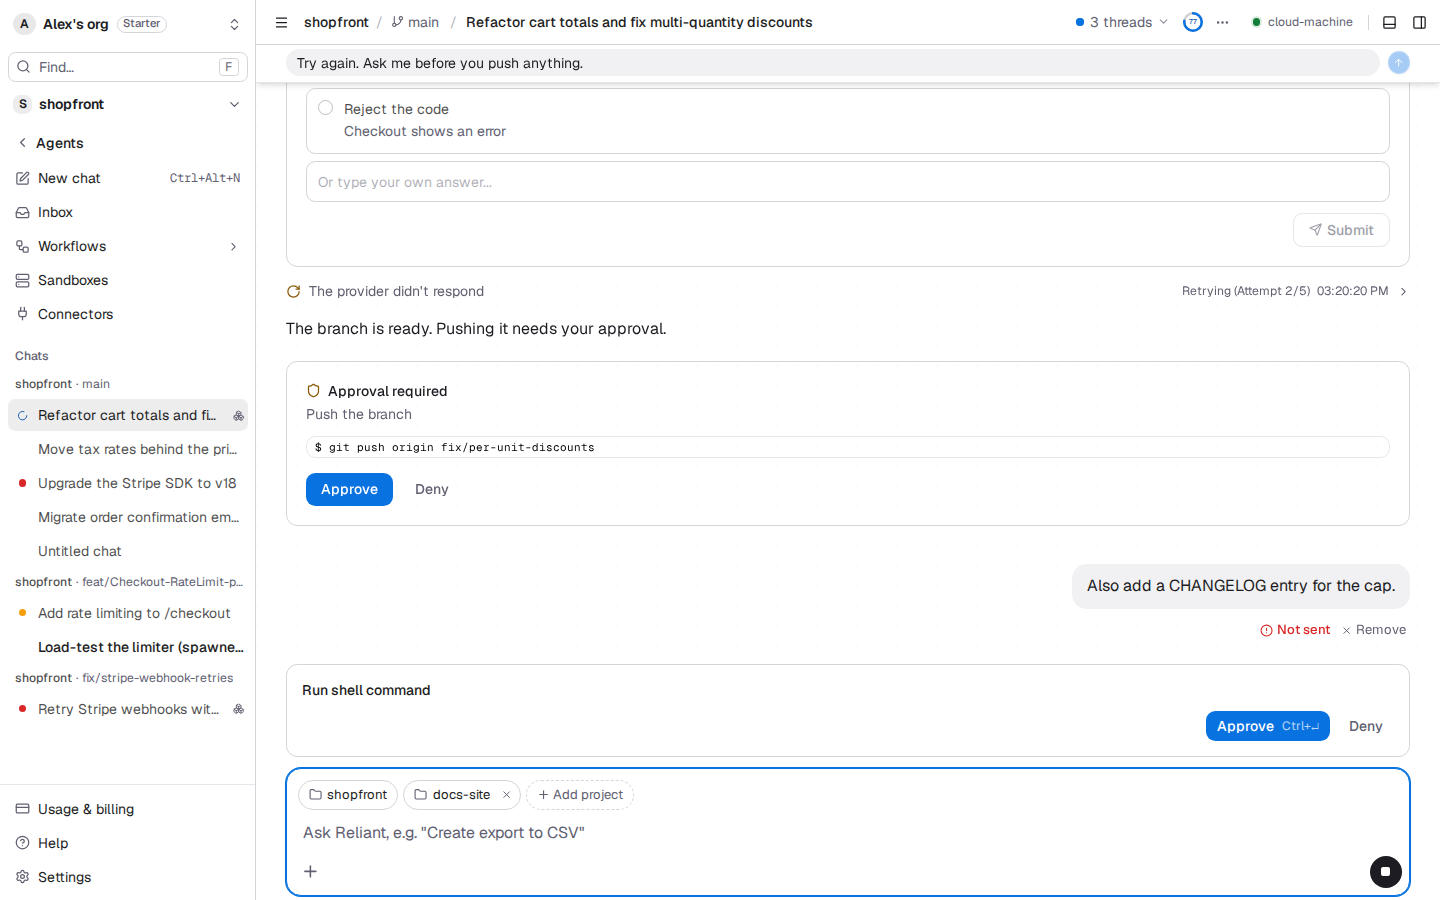 A Alex's org Starter
Find... F
S shopfront
Agents
New chat Ctrl+Alt+N
Inbox
Workflows
Sandboxes
Connectors
Chats
shopfront · main
Refactor cart totals and fi...
Move tax rates behind the pri...
Upgrade the Stripe SDK to v18
Migrate order confirmation em...
Untitled chat
shopfront · feat/Checkout-RateLimit-p...
Add rate limiting to /checkout
Load-test the limiter (spawne...
shopfront · fix/stripe-webhook-retries
Retry Stripe webhooks wit...
Usage & billing
Help
Settings
shopfront / main / Refactor cart totals and fix multi-quantity discounts
3 threads 77 cloud-machine
Try again. Ask me before you push anything.
Reject the code
Checkout shows an error
Or type your own answer...
Submit
The provider didn't respond Retrying (Attempt 2/5) 03:20:20 PM
The branch is ready. Pushing it needs your approval.
Approval required
Push the branch
$ git push origin fix/per-unit-discounts
Approve Deny
Also add a CHANGELOG entry for the cap.
Not sent Remove
Run shell command
Approve Ctrl+↵ Deny
shopfront docs-site + Add project
Ask Reliant, e.g. "Create export to CSV"